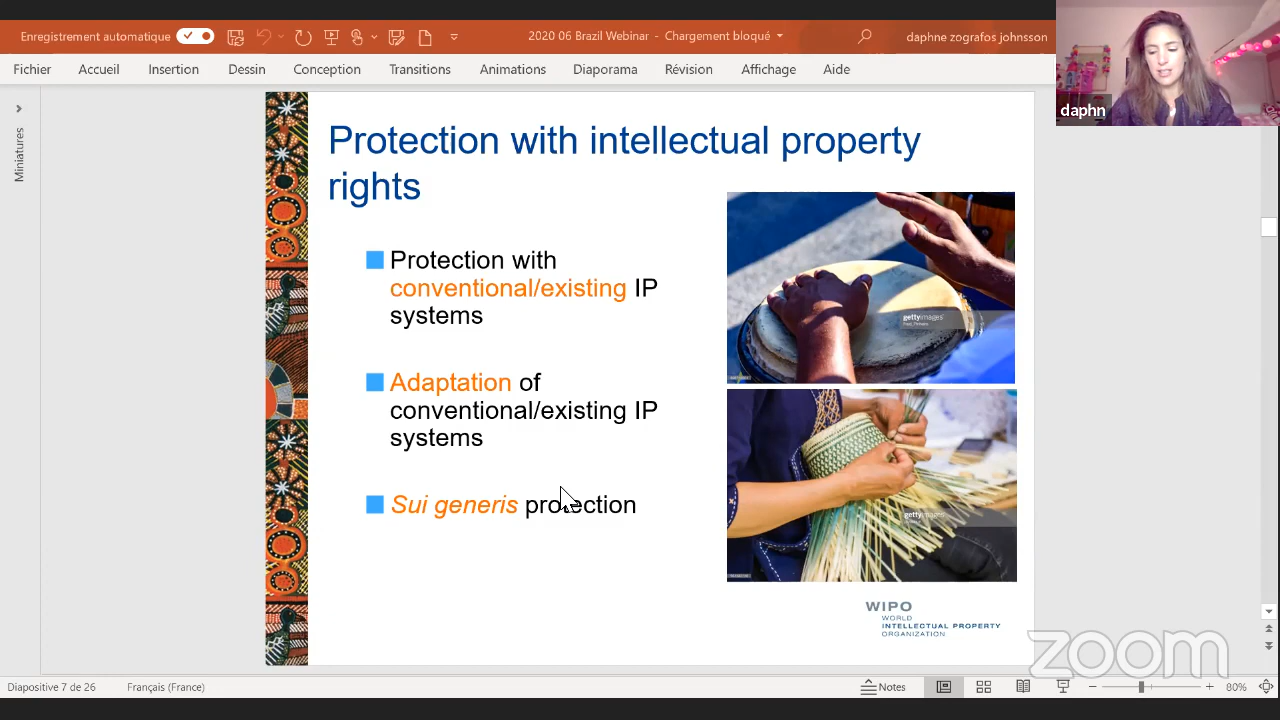 Enregistrement automatique
2020 06 Brazil Webinar - Chargement bloqué
daphne zografos johnsson
Fichier Accueil Insertion Dessin Conception Transitions Animations Diaporama Révision Affichage Aide
daphn
Miniatures
Protection with intellectual property
rights
Protection with
conventional/existing IP
systems
Adaptation of
conventional/existing IP
systems
Sui generis protection
gettyimages
gettyimages
WIPO
WORLD
INTELLECTUAL PROPERTY
ORGANIZATION
zoom
Diapositive 7 de 26 Français (France) Notes 80%